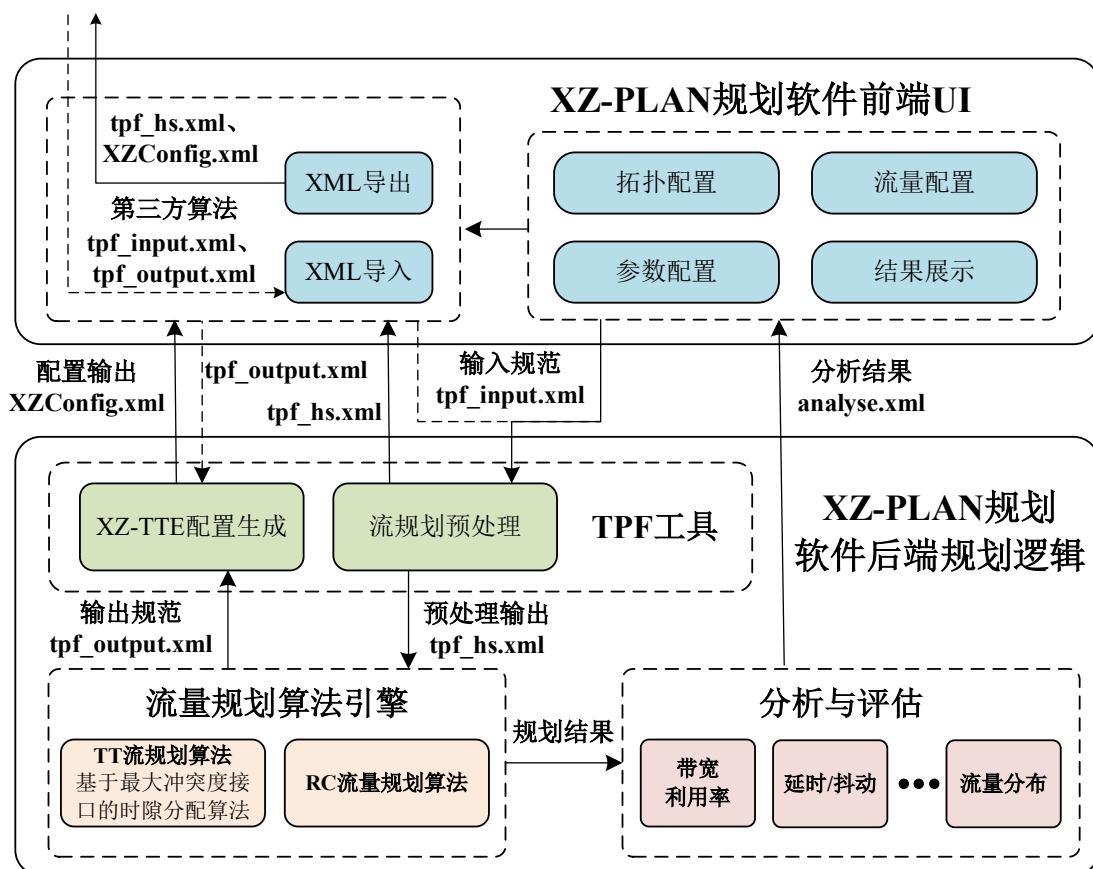 XZ-PLAN规划软件前端UI
tpf_hs.xml、
XZConfig.xml
XML导出
第三方算法
tpf_input.xml、
tpf_output.xml
XML导入
拓扑配置
流量配置
参数配置
结果展示
配置输出
XZConfig.xml
tpf_output.xml
tpf_hs.xml
输入规范
tpf_input.xml
分析结果
analyse.xml
XZ-TTE配置生成
流规划预处理
TPF工具
XZ-PLAN规划
软件后端规划逻辑
输出规范
tpf_output.xml
预处理输出
tpf_hs.xml
流量规划算法引擎
TT流规划算法
基于最大冲突度接
口的时隙分配算法
RC流量规划算法
规划结果
分析与评估
带宽
利用率
延时/抖动
流量分布